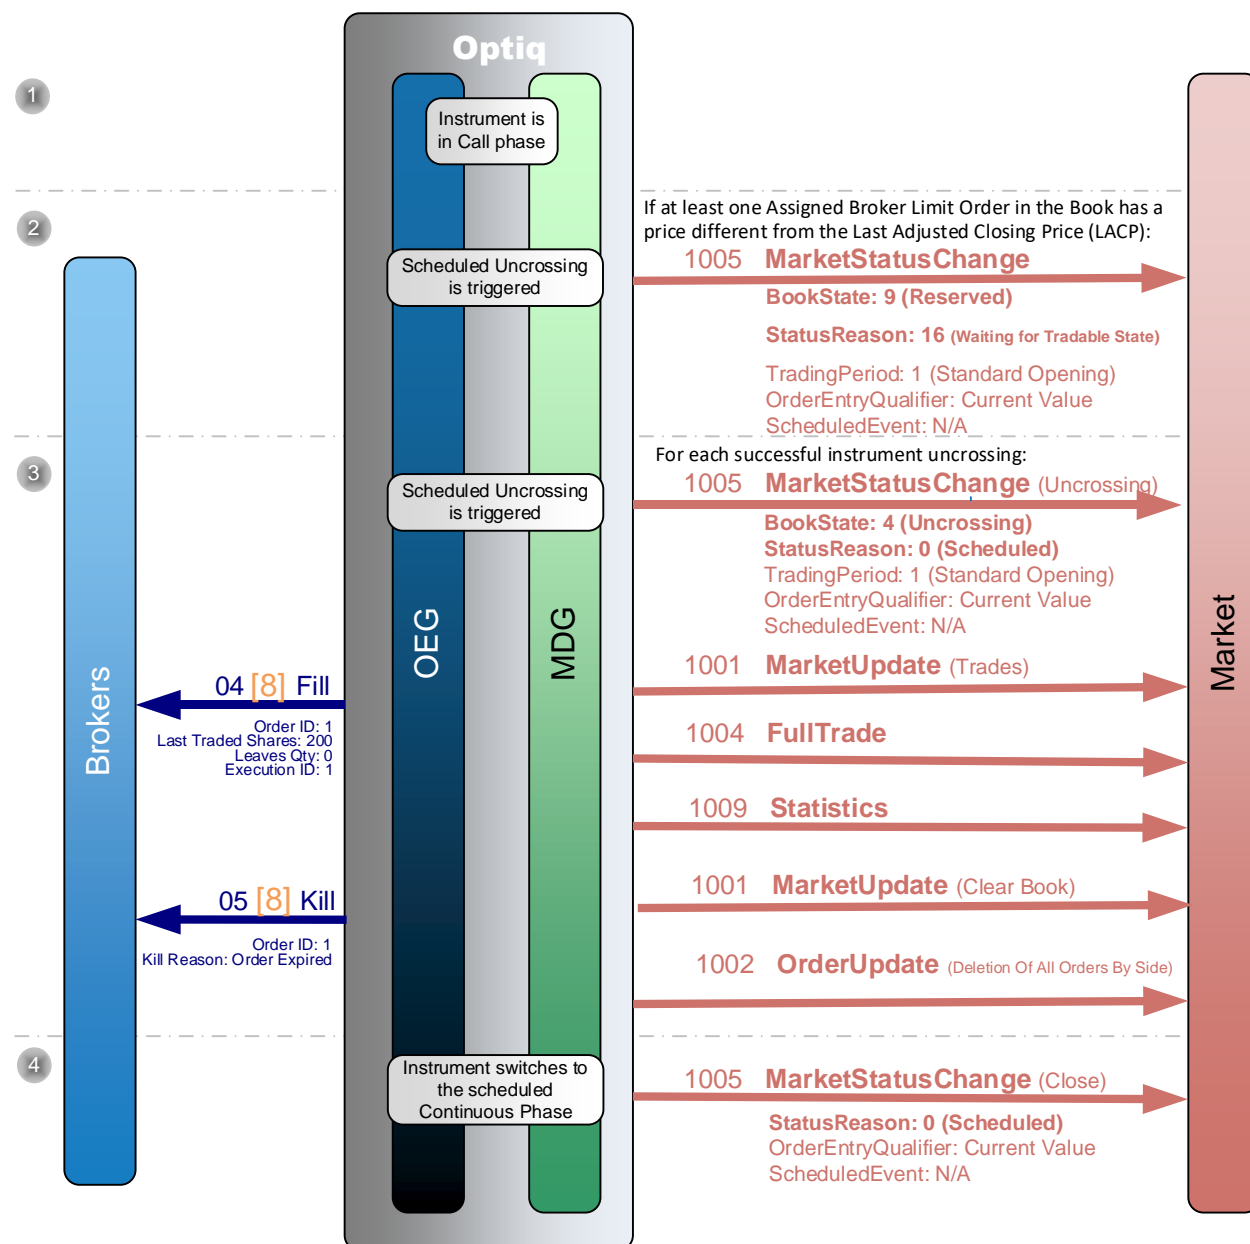 Optiq
1
Instrument is
in Call phase
2
If at least one Assigned Broker Limit Order in the Book has a
price different from the Last Adjusted Closing Price (LACP):
Scheduled Uncrossing
is triggered
1005 MarketStatusChange
BookState: 9 (Reserved)
StatusReason: 16 (Waiting for Tradable State)
TradingPeriod: 1 (Standard Opening)
OrderEntryQualifier: Current Value
ScheduledEvent: N/A
3
For each successful instrument uncrossing:
Scheduled Uncrossing
is triggered
1005 MarketStatusChange (Uncrossing)
BookState: 4 (Uncrossing)
StatusReason: 0 (Scheduled)
TradingPeriod: 1 (Standard Opening)
OrderEntryQualifier: Current Value
ScheduledEvent: N/A
Brokers
OEG
MDG
Market
1001 MarketUpdate (Trades)
04 [8] Fill
Order ID: 1
Last Traded Shares: 200
Leaves Qty: 0
Execution ID: 1
1004 FullTrade
1009 Statistics
1001 MarketUpdate (Clear Book)
05 [8] Kill
Order ID: 1
Kill Reason: Order Expired
1002 OrderUpdate (Deletion Of All Orders By Side)
4
Instrument switches to
the scheduled
Continuous Phase
1005 MarketStatusChange (Close)
StatusReason: 0 (Scheduled)
OrderEntryQualifier: Current Value
ScheduledEvent: N/A